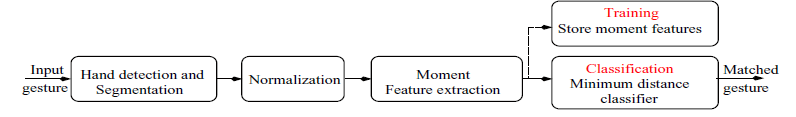 Training
Store moment features
Input
gesture
Hand detection and
Segmentation
Normalization
Moment
Feature extraction
Classification
Minimum distance
classifier
Matched
gesture